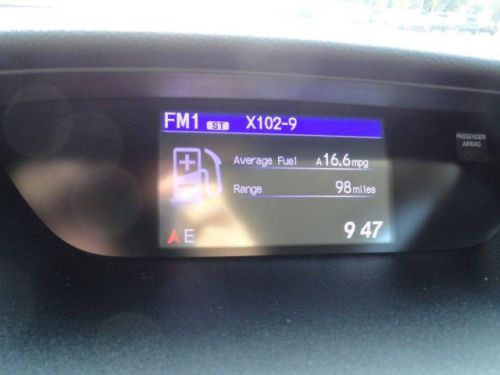 FM1 ST X102-9
PASSENGER
AIRBAG
Average Fuel A16.6mpg
Range 98miles
E 9 47